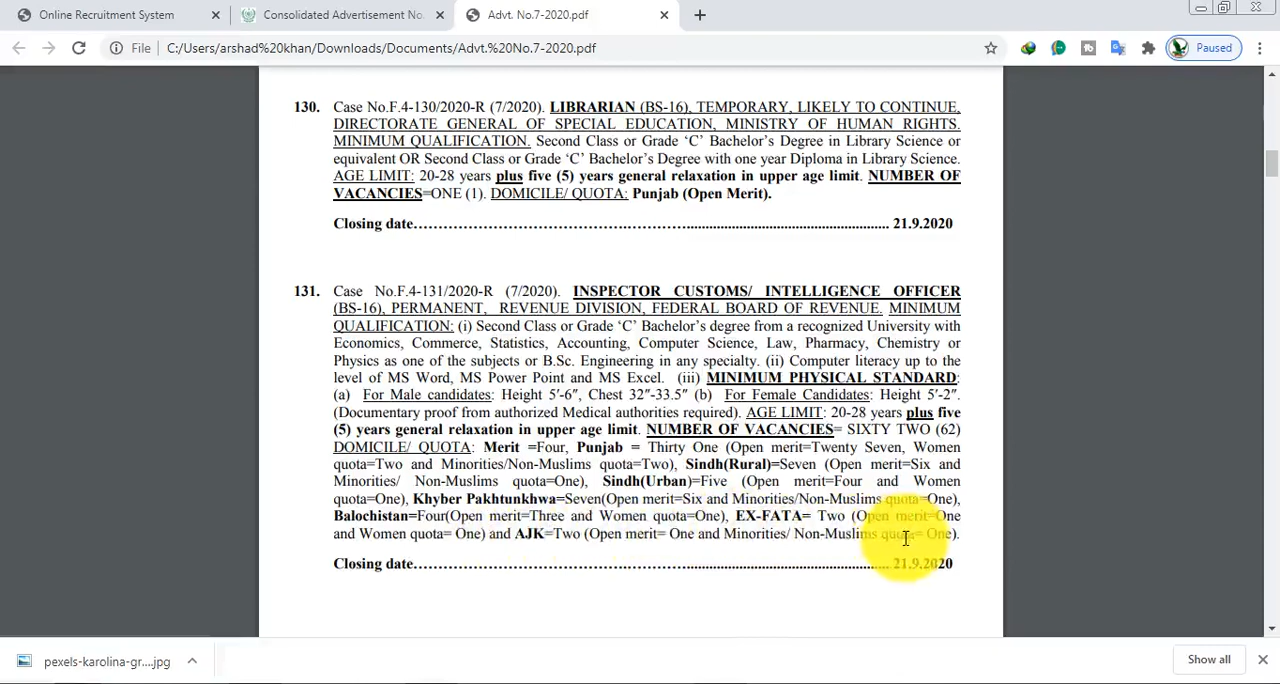 Online Recruitment System
Consolidated Advertisement No.
Advt. No.7-2020.pdf
File
C:/Users/arshad%20khan/Downloads/Documents/Advt.%20No.7-2020.pdf
Paused
130. Case No.F.4-130/2020-R (7/2020). LIBRARIAN (BS-16), TEMPORARY, LIKELY TO CONTINUE,
DIRECTORATE GENERAL OF SPECIAL EDUCATION, MINISTRY OF HUMAN RIGHTS.
MINIMUM QUALIFICATION. Second Class or Grade ‘C’ Bachelor’s Degree in Library Science or
equivalent OR Second Class or Grade ‘C’ Bachelor’s Degree with one year Diploma in Library Science.
AGE LIMIT: 20-28 years plus five (5) years general relaxation in upper age limit. NUMBER OF
VACANCIES=ONE (1). DOMICILE/ QUOTA: Punjab (Open Merit).
Closing date……………………………………….…………........................................... 21.9.2020
131. Case No.F.4-131/2020-R (7/2020). INSPECTOR CUSTOMS/ INTELLIGENCE OFFICER
(BS-16), PERMANENT, REVENUE DIVISION, FEDERAL BOARD OF REVENUE. MINIMUM
QUALIFICATION: (i) Second Class or Grade ‘C’ Bachelor’s degree from a recognized University with
Economics, Commerce, Statistics, Accounting, Computer Science, Law, Pharmacy, Chemistry or
Physics as one of the subjects or B.Sc. Engineering in any specialty. (ii) Computer literacy up to the
level of MS Word, MS Power Point and MS Excel. (iii) MINIMUM PHYSICAL STANDARD:
(a) For Male candidates: Height 5′-6″, Chest 32″-33.5″ (b) For Female Candidates: Height 5′-2″.
(Documentary proof from authorized Medical authorities required). AGE LIMIT: 20-28 years plus five
(5) years general relaxation in upper age limit. NUMBER OF VACANCIES= SIXTY TWO (62)
DOMICILE/ QUOTA: Merit =Four, Punjab = Thirty One (Open merit=Twenty Seven, Women
quota=Two and Minorities/Non-Muslims quota=Two), Sindh(Rural)=Seven (Open merit=Six and
Minorities/ Non-Muslims quota=One), Sindh(Urban)=Five (Open merit=Four and Women
quota=One), Khyber Pakhtunkhwa=Seven(Open merit=Six and Minorities/Non-Muslims quota=One),
Balochistan=Four(Open merit=Three and Women quota=One), EX-FATA= Two (Open merit=One
and Women quota= One) and AJK=Two (Open merit= One and Minorities/ Non-Muslims quota= One).
Closing date……………………………………….…………........................................... 21.9.2020
pexels-karolina-gr....jpg
Show all